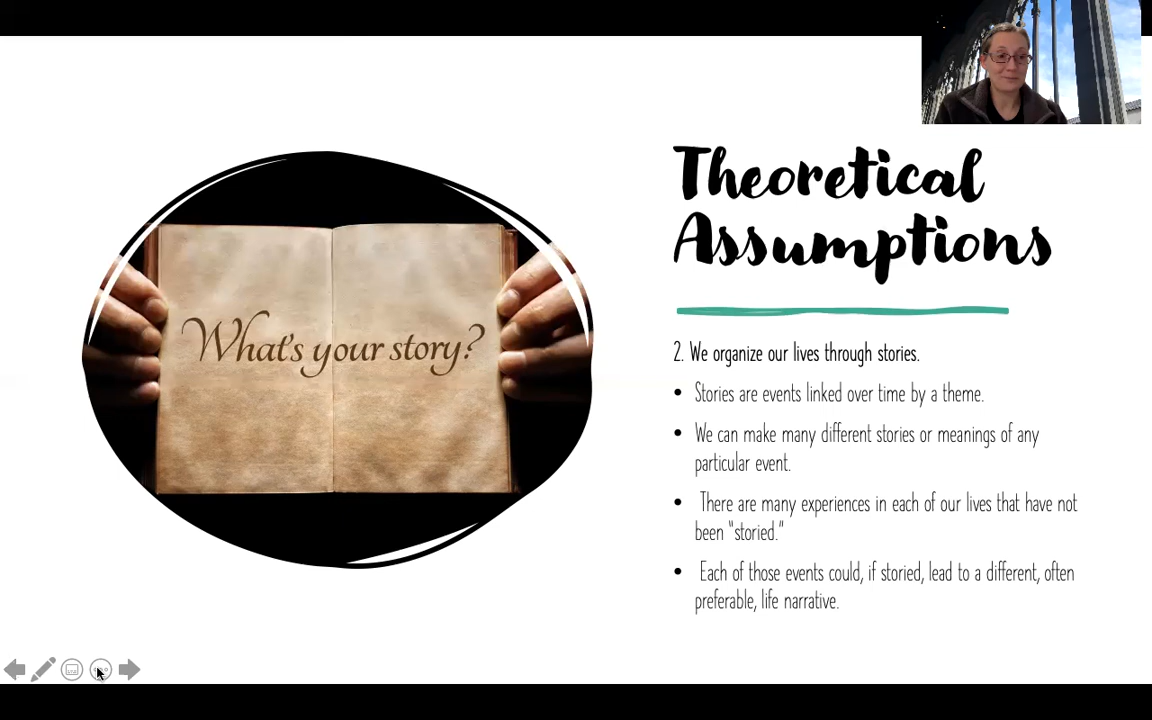 Theoretical
Assumptions
What's your story?
2. We organize our lives through stories.
• Stories are events linked over time by a theme.
• We can make many different stories or meanings of any
particular event.
• There are many experiences in each of our lives that have not
been "storied."
• Each of those events could, if storied, lead to a different, often
preferable, life narrative.